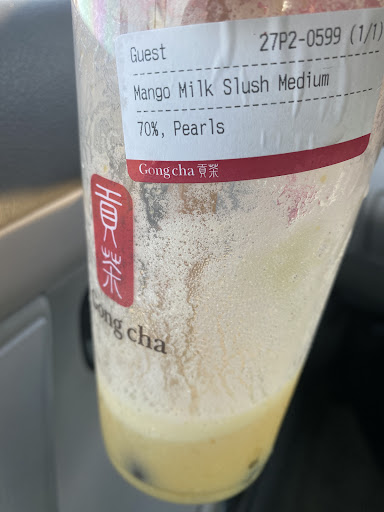 Guest 27P2-0599 (1/1)
Mango Milk Slush Medium
70%, Pearls
Gong cha 貢茶
貢茶
Gong cha